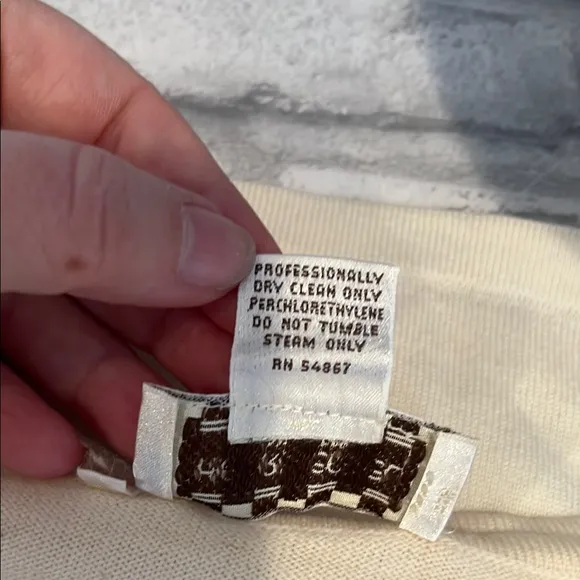 PROFESSIONALLY
DRY CLEAN ONLY
PERCHLORETHYLENE
DO NOT TUMBLE
STEAM ONLY
RN 54867